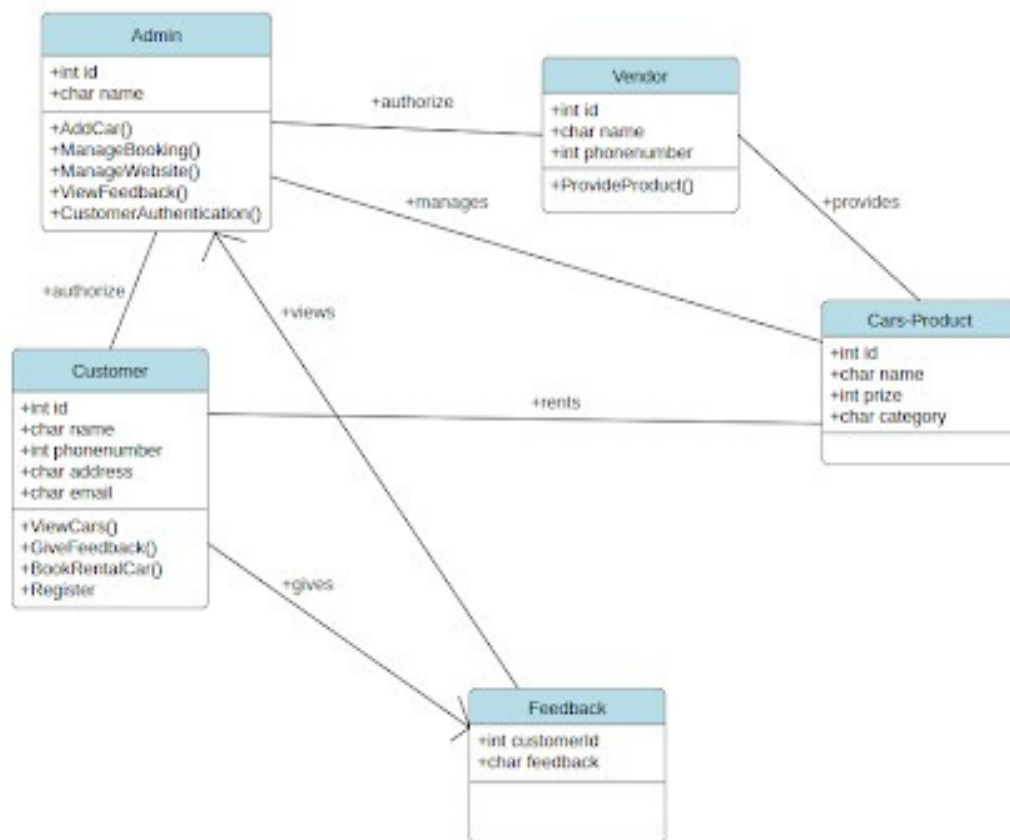 Admin
+int id
+char name
+AddCar()
+ManageBooking()
+ManageWebsite()
+ViewFeedback()
+CustomerAuthentication()
+authorize
Vendor
+int id
+char name
+int phonenumber
+ProvideProduct()
+manages
+provides
+authorize
+views
Cars-Product
+int id
+char name
+int prize
+char category
Customer
+int id
+char name
+int phonenumber
+char address
+char email
+ViewCars()
+GiveFeedback()
+BookRentalCar()
+Register
+rents
+gives
Feedback
+int customerId
+char feedback